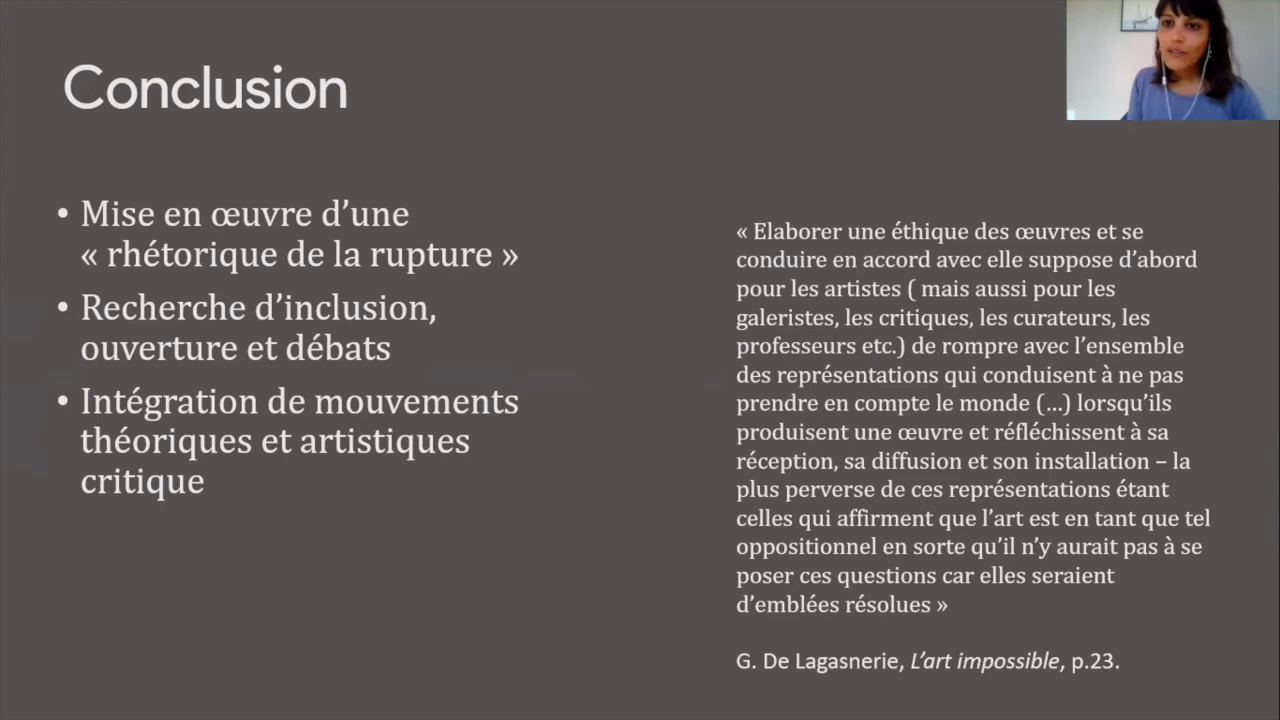 Conclusion
• Mise en œuvre d’une
« rhétorique de la rupture »
• Recherche d’inclusion,
ouverture et débats
• Intégration de mouvements
théoriques et artistiques
critique
« Elaborer une éthique des œuvres et se
conduire en accord avec elle suppose d’abord
pour les artistes ( mais aussi pour les
galeristes, les critiques, les curateurs, les
professeurs etc.) de rompre avec l’ensemble
des représentations qui conduisent à ne pas
prendre en compte le monde (…) lorsqu’ils
produisent une œuvre et réfléchissent à sa
réception, sa diffusion et son installation – la
plus perverse de ces représentations étant
celles qui affirment que l’art est en tant que tel
oppositionnel en sorte qu’il n’y aurait pas à se
poser ces questions car elles seraient
d’emblées résolues »
G. De Lagasnerie, L’art impossible, p.23.